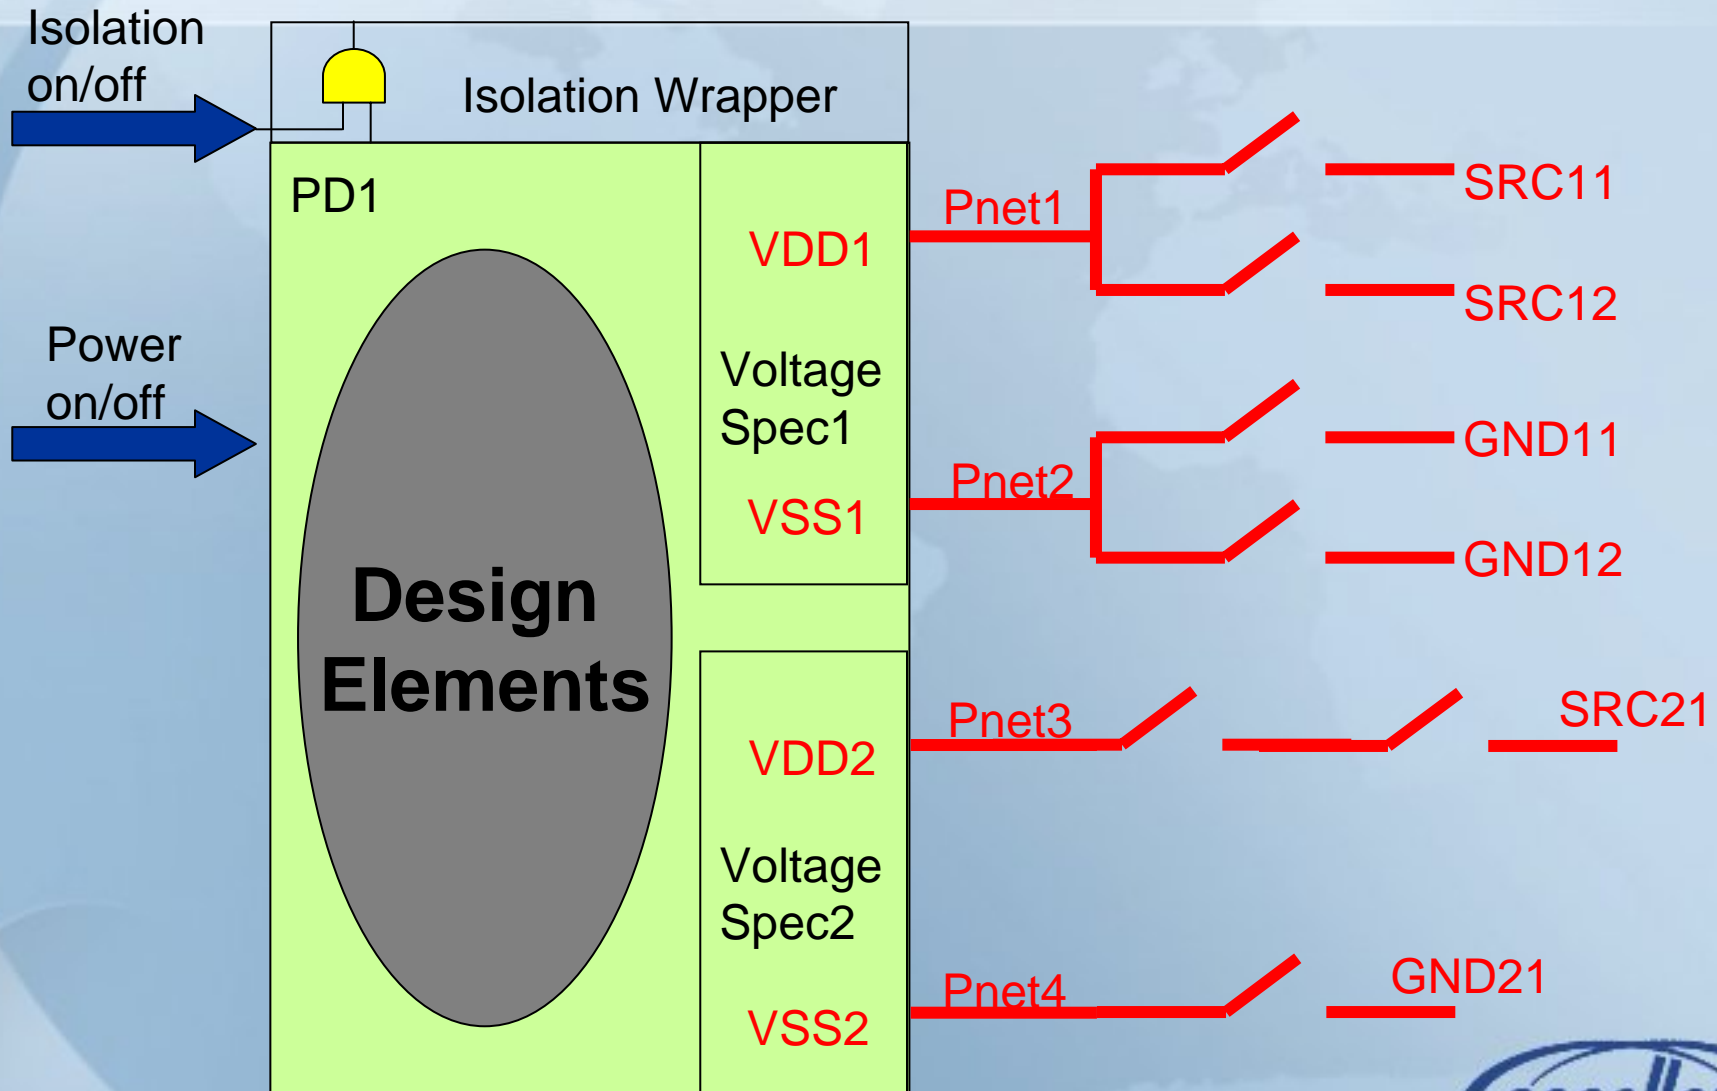 Isolation
on/off
Isolation Wrapper
PD1
Power
on/off
Design
Elements
VDD1
Voltage
Spec1
VSS1
VDD2
Voltage
Spec2
VSS2
Pnet1
SRC11
SRC12
Pnet2
GND11
GND12
Pnet3
SRC21
Pnet4
GND21